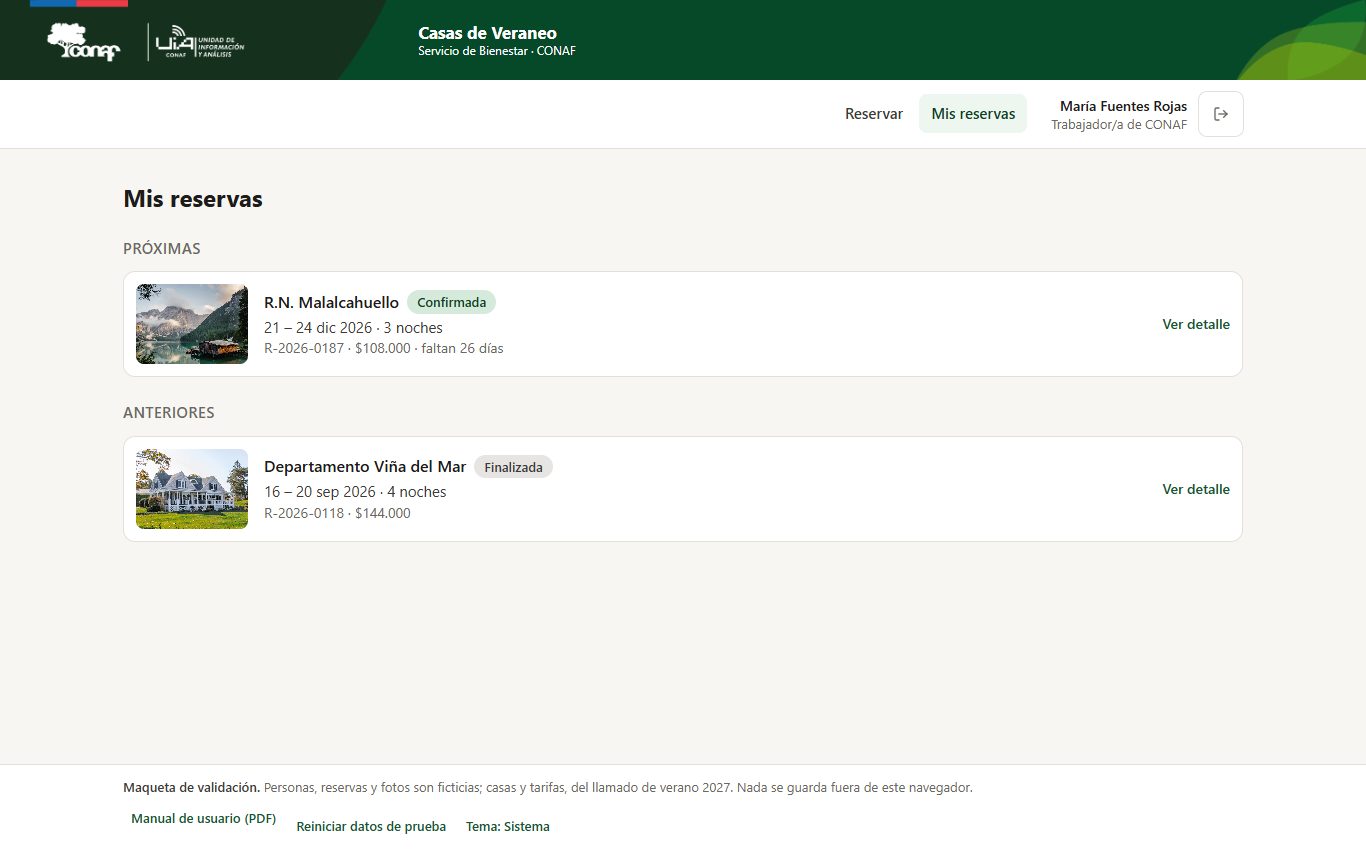 conaf
UIA CONAF
UNIDAD DE
INFORMACIÓN
Y ANÁLISIS
Casas de Veraneo
Servicio de Bienestar · CONAF
Reservar
Mis reservas
María Fuentes Rojas
Trabajador/a de CONAF
Mis reservas
PRÓXIMAS
R.N. Malalcahuello Confirmada
21 – 24 dic 2026 · 3 noches
R-2026-0187 · $108.000 · faltan 26 días
Ver detalle
ANTERIORES
Departamento Viña del Mar Finalizada
16 – 20 sep 2026 · 4 noches
R-2026-0118 · $144.000
Ver detalle
Maqueta de validación. Personas, reservas y fotos son ficticias; casas y tarifas, del llamado de verano 2027. Nada se guarda fuera de este navegador.
Manual de usuario (PDF) Reiniciar datos de prueba Tema: Sistema